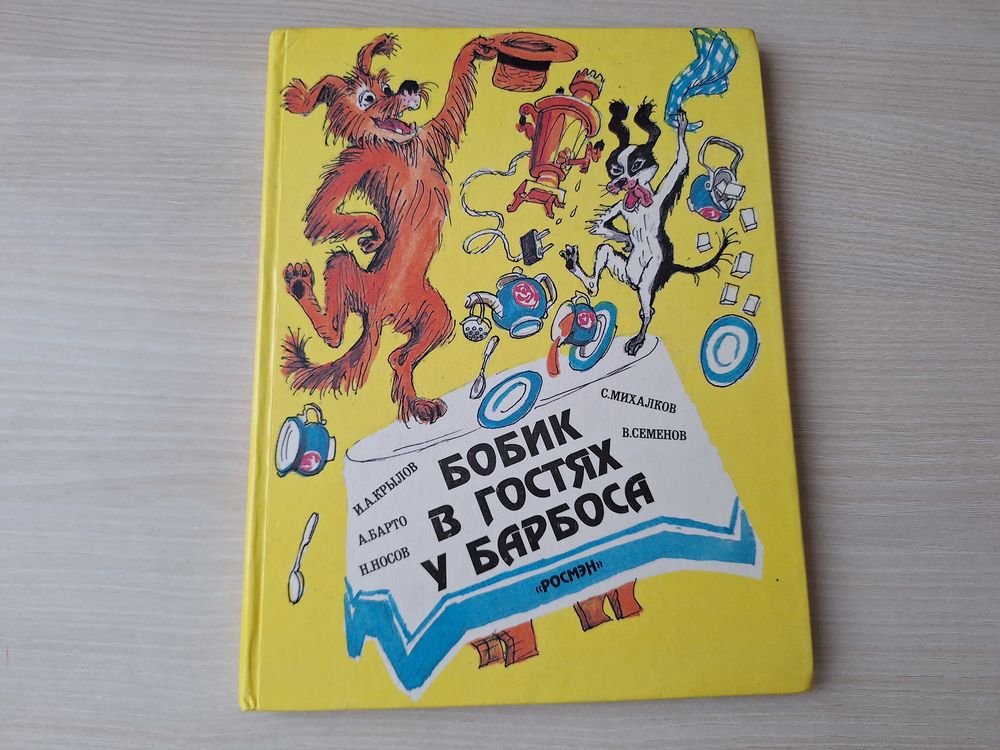 И.А.КРЫЛОВ
А.БАРТО
Н.НОСОВ
С.МИХАЛКОВ
В.СЕМЕНОВ
БОБИК
В ГОСТЯХ
У БАРБОСА
«РОСМЭН»